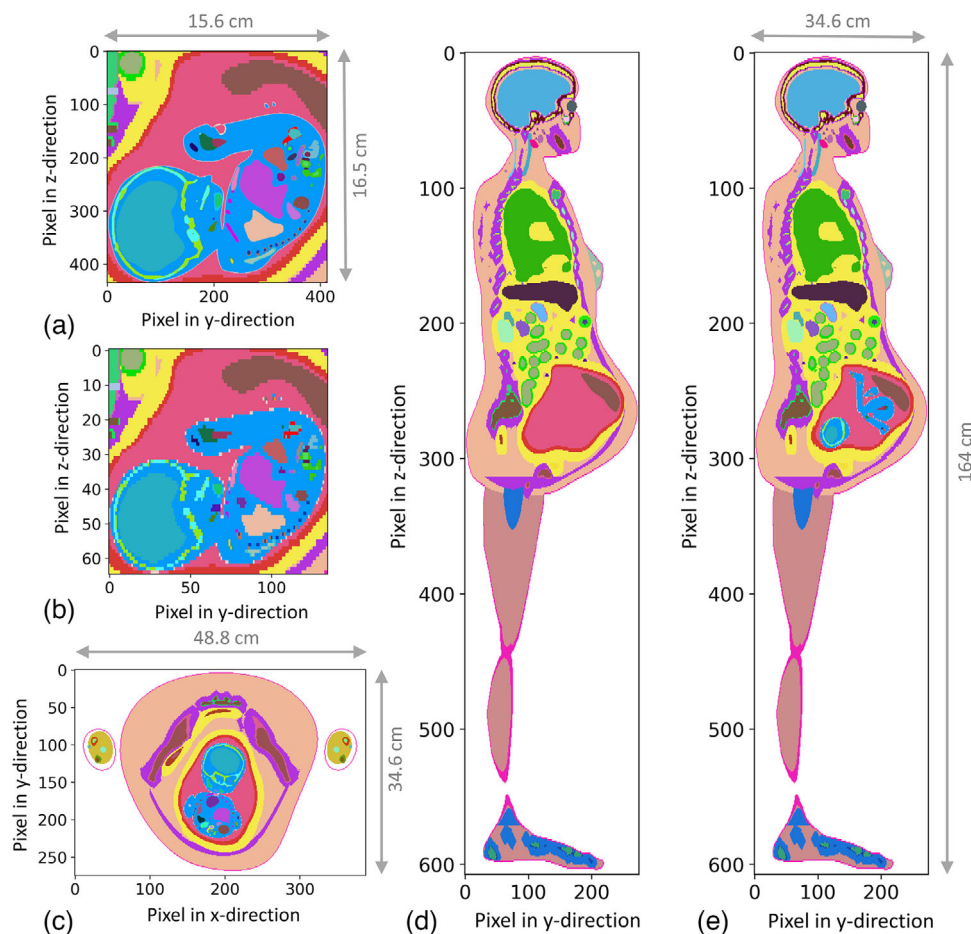 15.6 cm
34.6 cm
0
100
200
300
400
Pixel in z-direction
16.5 cm
0
200
400
(a)
Pixel in y-direction
0
10
20
30
40
50
60
Pixel in z-direction
0
50
100
(b)
Pixel in y-direction
48.8 cm
0
50
100
150
200
250
Pixel in y-direction
34.6 cm
0
100
200
300
(c)
Pixel in x-direction
0
100
200
300
400
500
600
Pixel in z-direction
0
100
200
(d)
Pixel in y-direction
0
100
200
300
400
500
600
Pixel in z-direction
164 cm
0
100
200
(e)
Pixel in y-direction